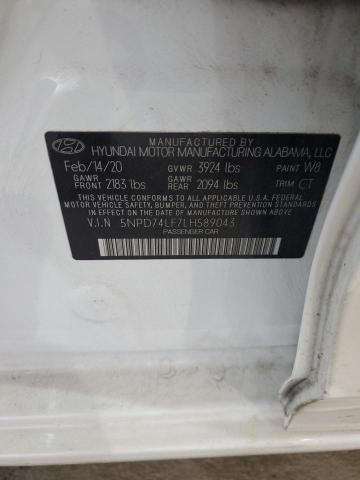 MANUFACTURED BY
HYUNDAI MOTOR MANUFACTURING ALABAMA, LLC
Feb/14/20 GVWR 3924 lbs PAINT W8
GAWR FRONT 2183 lbs GAWR REAR 2094 lbs TRIM CT
THIS VEHICLE CONFORMS TO ALL APPLICABLE U.S.A. FEDERAL
MOTOR VEHICLE SAFETY, BUMPER, AND THEFT PREVENTION STANDARDS
IN EFFECT ON THE DATE OF MANUFACTURE SHOWN ABOVE.
V.I.N 5NPD74LF7LH589043
PASSENGER CAR